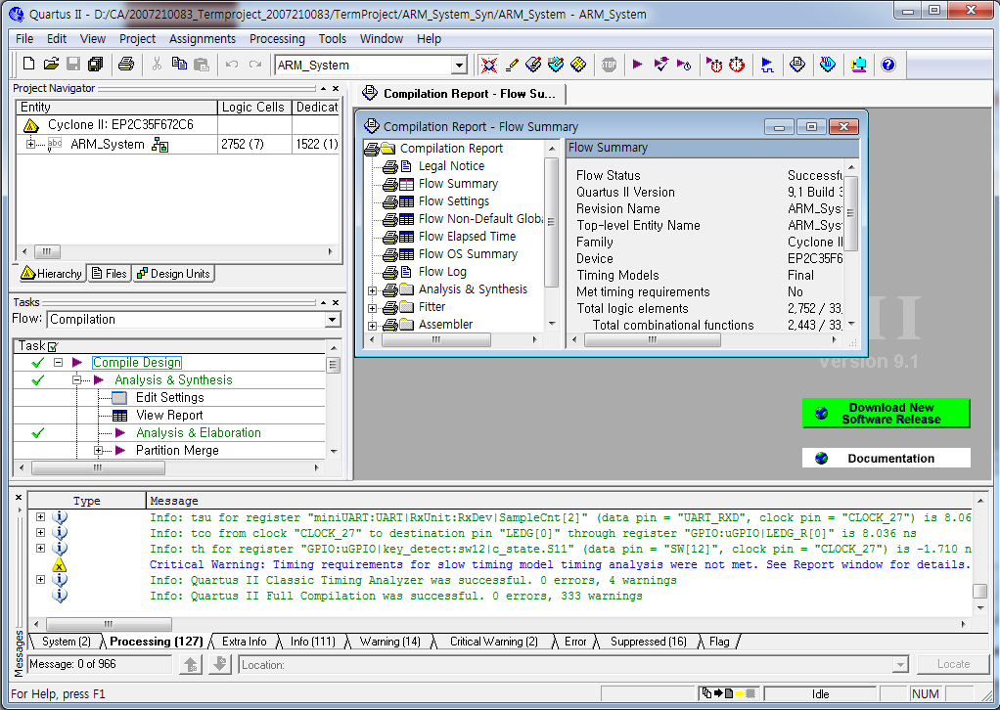 Quartus II - D:/CA/2007210083_Termproject_2007210083/TermProject/ARM_System_Syn/ARM_System - ARM_System
File Edit View Project Assignments Processing Tools Window Help
ARM_System
STOP
Project Navigator
Entity Logic Cells Dedicat
Cyclone II: EP2C35F672C6
abc ARM_System 2752 (7) 1522 (1)
Hierarchy Files Design Units
Tasks
Flow: Compilation
Task
Compile Design
Analysis & Synthesis
Edit Settings
View Report
Analysis & Elaboration
Partition Merge
Compilation Report - Flow Su...
Compilation Report - Flow Summary
Compilation Report
Legal Notice
Flow Summary
Flow Settings
Flow Non-Default Globa
Flow Elapsed Time
Flow OS Summary
Flow Log
Analysis & Synthesis
Fitter
Assembler
Flow Summary
Flow Status Successfu
Quartus II Version 9.1 Build 3
Revision Name ARM_Sys
Top-level Entity Name ARM_Sys
Family Cyclone II
Device EP2C35F6
Timing Models Final
Met timing requirements No
Total logic elements 2,752 / 33,
Total combinational functions 2,443 / 33,
II
Version 9.1
Download New
Software Release
Documentation
Type Message
Info: tsu for register "miniUART:UART|RxUnit:RxDev|SampleCnt[2]" (data pin = "UART_RXD", clock pin = "CLOCK_27") is 8.06
Info: tco from clock "CLOCK_27" to destination pin "LEDG[0]" through register "GPIO:uGPIO|LEDG_R[0]" is 8.036 ns
Info: th for register "GPIO:uGPIO|key_detect:sw12|c_state.S11" (data pin = "SW[12]", clock pin = "CLOCK_27") is -1.710 n
Critical Warning: Timing requirements for slow timing model timing analysis were not met. See Report window for details.
Info: Quartus II Classic Timing Analyzer was successful. 0 errors, 4 warnings
Info: Quartus II Full Compilation was successful. 0 errors, 333 warnings
System (2) Processing (127) Extra Info Info (111) Warning (14) Critical Warning (2) Error Suppressed (16) Flag
Messages
Message: 0 of 966 Location: Locate
For Help, press F1 Idle NUM